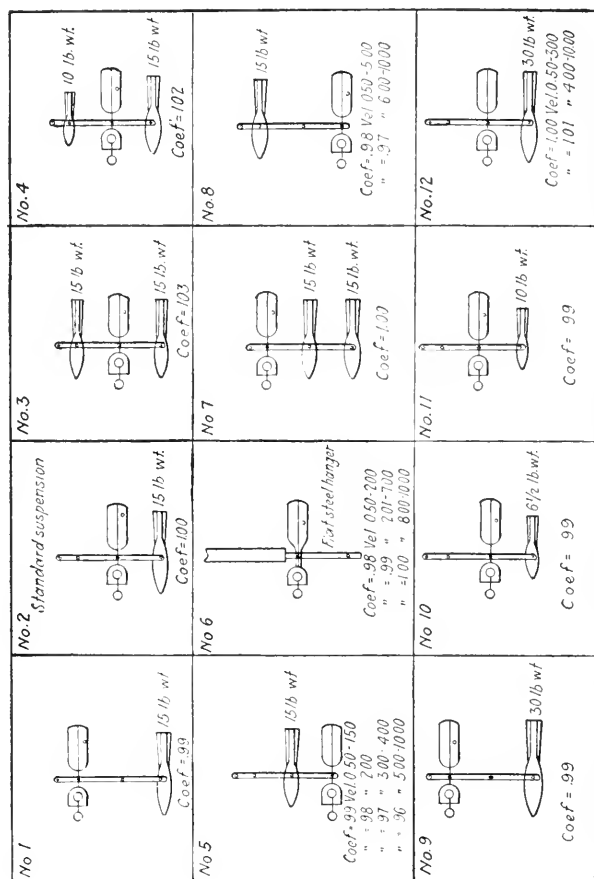 No.4
10 lb. wt.
15 lb wt
Coef=102
No.8
15 lb wt
Coef=.98 Vel 0.50-5.00
" =.97 " 6.00-10.00
No.12
30 lb wt
Coef=1.00 Vel.0.50-3.00
" =1.01 " 4.00-10.00
No.3
15 lb wt.
15 lb. wt
Coef=103
No 7
15 lb wt
15 lb wt.
Coef=1.00
No.11
10 lb wt.
Coef= 99
No.2
Standard suspension
15 lb wt.
Coef=1.00
No 6
Flat steel hanger
Coef=.98 Vel 0.50-2.00
" =.99 " 2.01-7.00
" =1.00 " 8.00-10.00
No 10
6 1/2 lb.wt.
Coef= 99
No 1
15 lb wt
Coef=.99
No 5
15 lb wt
Coef=.99 Vel.0.50-1.50
" =.98 " 2.00
" =.97 " 3.00-4.00
" =.96 " 5.00-10.00
No.9
30 lb wt
Coef=.99